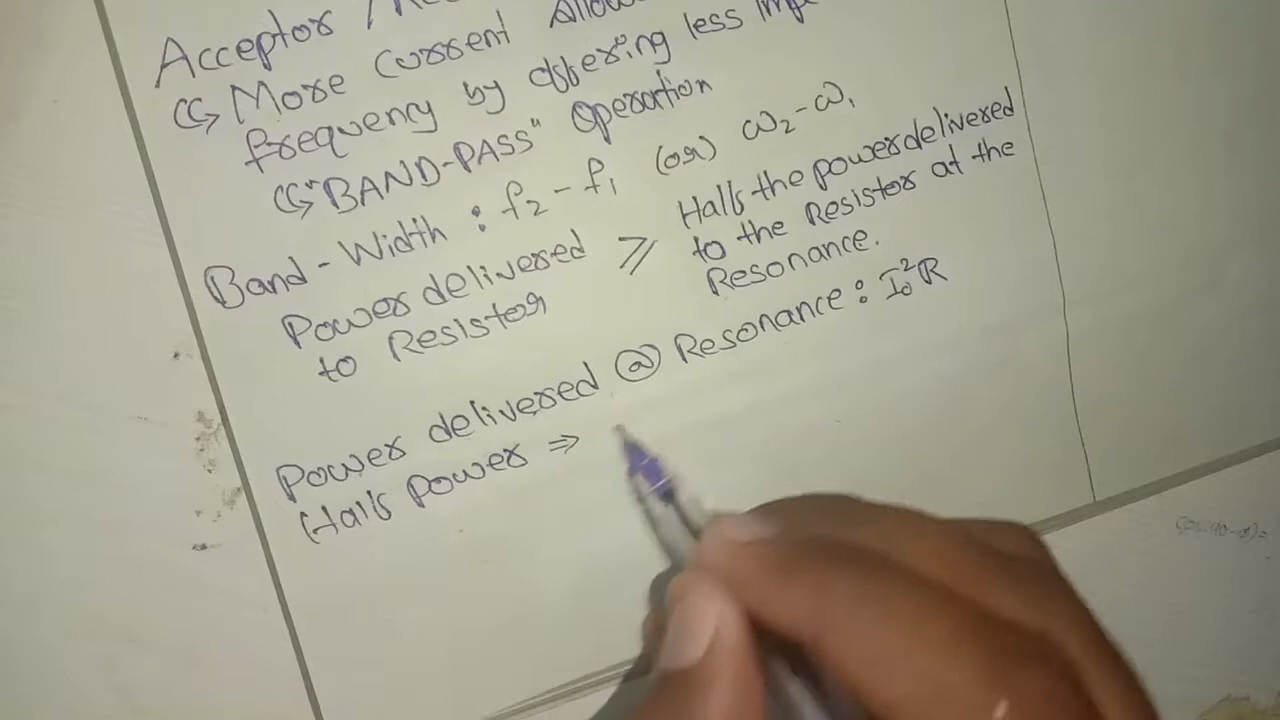 Acceptor /
↳ More Current Allow
frequency by offering less Imp
↳ "BAND-PASS" Operation
Band-Width : f₂ - f₁ (or) ω₂ - ω₁
Power delivered to Resistor ≥ Half the power delivered to the Resistor at the Resonance.
Power delivered @ Resonance : I₀²R
Half power ⇒